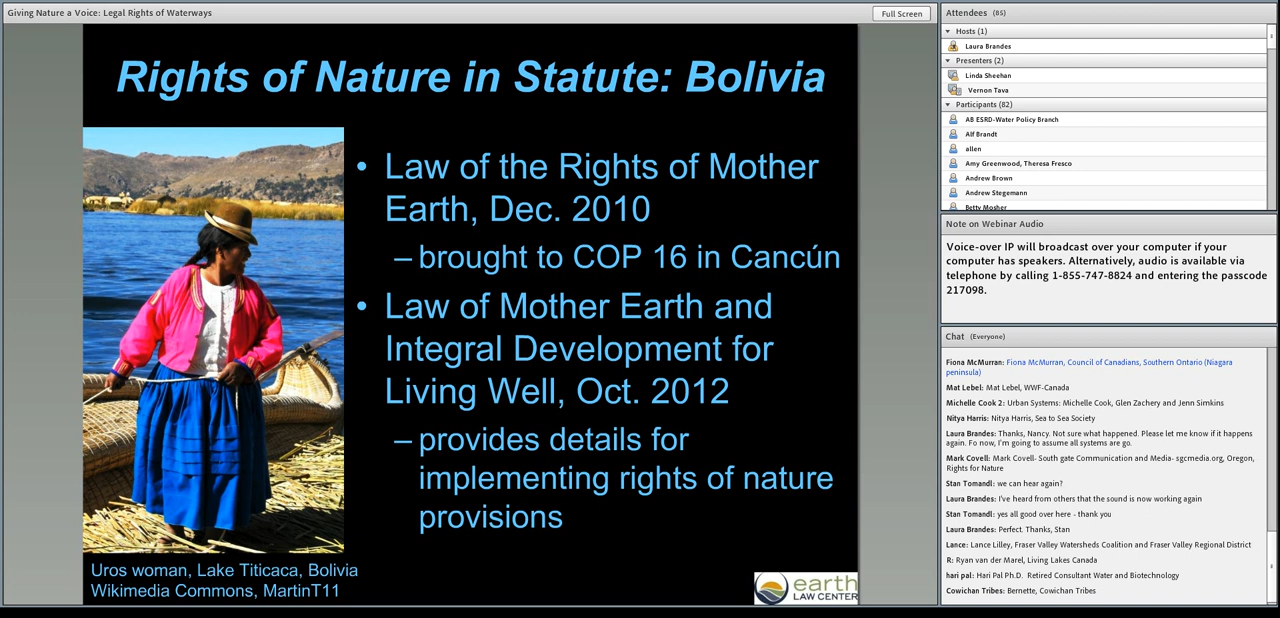 Giving Nature a Voice: Legal Rights of Waterways
Full Screen
Rights of Nature in Statute: Bolivia
• Law of the Rights of Mother
Earth, Dec. 2010
– brought to COP 16 in Cancún
• Law of Mother Earth and
Integral Development for
Living Well, Oct. 2012
– provides details for
implementing rights of nature
provisions
Uros woman, Lake Titicaca, Bolivia
Wikimedia Commons, MartinT11
earth
LAW CENTER
Attendees (85)
Hosts (1)
Laura Brandes
Presenters (2)
Linda Sheehan
Vernon Tava
Participants (82)
AB ESRD-Water Policy Branch
Alf Brandt
allen
Amy Greenwood, Theresa Fresco
Andrew Brown
Andrew Stegemann
Betty Mosher
Note on Webinar Audio
Voice-over IP will broadcast over your computer if your
computer has speakers. Alternatively, audio is available via
telephone by calling 1-855-747-8824 and entering the passcode
217098.
Chat (Everyone)
Fiona McMurran: Fiona McMurran, Council of Canadians, Southern Ontario (Niagara
peninsula)
Mat Lebel: Mat Lebel, WWF-Canada
Michelle Cook 2: Urban Systems: Michelle Cook, Glen Zachery and Jenn Simkins
Nitya Harris: Nitya Harris, Sea to Sea Society
Laura Brandes: Thanks, Nancy. Not sure what happened. Please let me know if it happens
again. Fo now, I'm going to assume all systems are go.
Mark Covell: Mark Covell- South gate Communication and Media- sgcmedia.org, Oregon,
Rights for Nature
Stan Tomandl: we can hear again?
Laura Brandes: I've heard from others that the sound is now working again
Stan Tomandl: yes all good over here - thank you
Laura Brandes: Perfect. Thanks, Stan
Lance: Lance Lilley, Fraser Valley Watersheds Coalition and Fraser Valley Regional District
R: Ryan van der Marel, Living Lakes Canada
hari pal: Hari Pal Ph.D. Retired Consultant Water and Biotechnology
Cowichan Tribes: Bernette, Cowichan Tribes